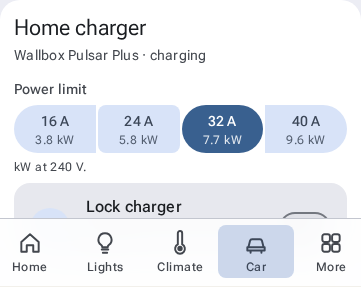 Home charger
Wallbox Pulsar Plus · charging
Power limit
16 A 24 A 32 A 40 A
3.8 kW 5.8 kW 7.7 kW 9.6 kW
kW at 240 V.
Lock charger
Home Lights Climate Car More